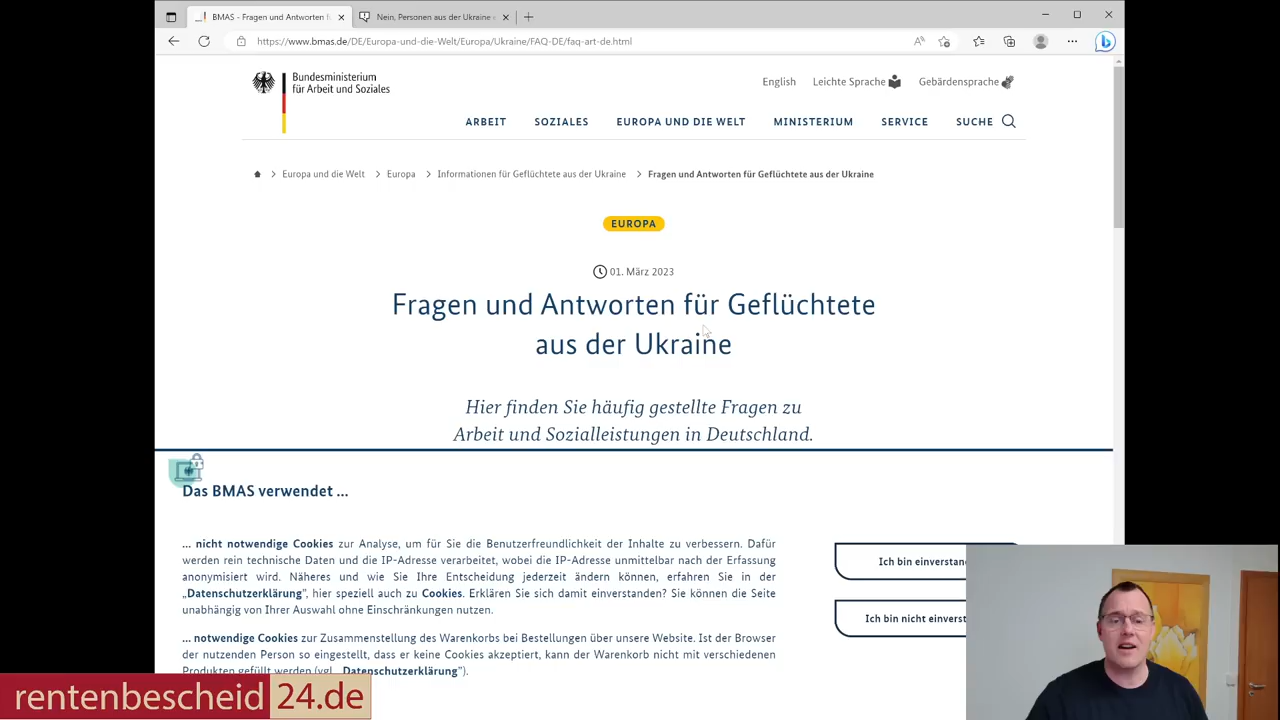 BMAS - Fragen und Antworten f
Nein, Personen aus der Ukraine
https://www.bmas.de/DE/Europa-und-die-Welt/Europa/Ukraine/FAQ-DE/faq-art-de.html
Bundesministerium
für Arbeit und Soziales
English Leichte Sprache Gebärdensprache
ARBEIT SOZIALES EUROPA UND DIE WELT MINISTERIUM SERVICE SUCHE
Europa und die Welt > Europa > Informationen für Geflüchtete aus der Ukraine > Fragen und Antworten für Geflüchtete aus der Ukraine
EUROPA
01. März 2023
Fragen und Antworten für Geflüchtete
aus der Ukraine
Hier finden Sie häufig gestellte Fragen zu
Arbeit und Sozialleistungen in Deutschland.
Das BMAS verwendet ...
... nicht notwendige Cookies zur Analyse, um für Sie die Benutzerfreundlichkeit der Inhalte zu verbessern. Dafür
werden rein technische Daten und die IP-Adresse verarbeitet, wobei die IP-Adresse unmittelbar nach der Erfassung
anonymisiert wird. Näheres und wie Sie Ihre Entscheidung jederzeit ändern können, erfahren Sie in der
„Datenschutzerklärung", hier speziell auch zu Cookies. Erklären Sie sich damit einverstanden? Sie können die Seite
unabhängig von Ihrer Auswahl ohne Einschränkungen nutzen.
... notwendige Cookies zur Zusammenstellung des Warenkorbs bei Bestellungen über unsere Website. Ist der Browser
der nutzenden Person so eingestellt, dass er keine Cookies akzeptiert, kann der Warenkorb nicht mit verschiedenen
Produkten gefüllt werden (vgl. „Datenschutzerklärung").
Ich bin einverstan
Ich bin nicht einverst
rentenbescheid24.de